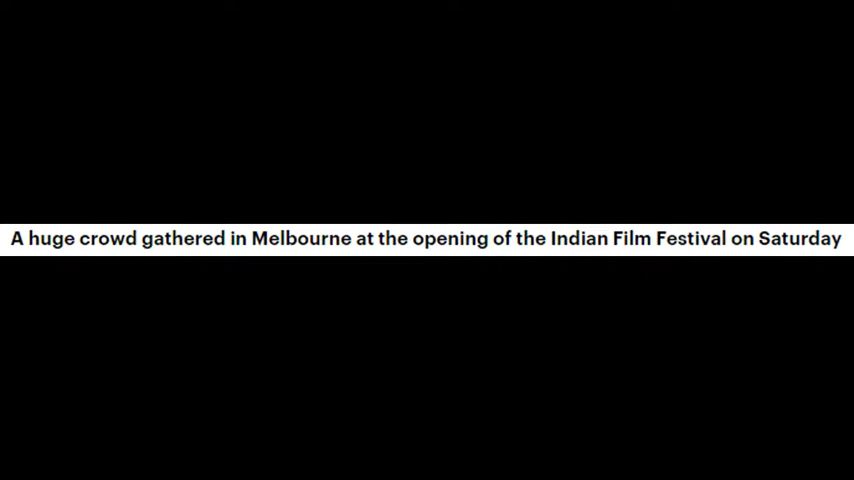 A huge crowd gathered in Melbourne at the opening of the Indian Film Festival on Saturday